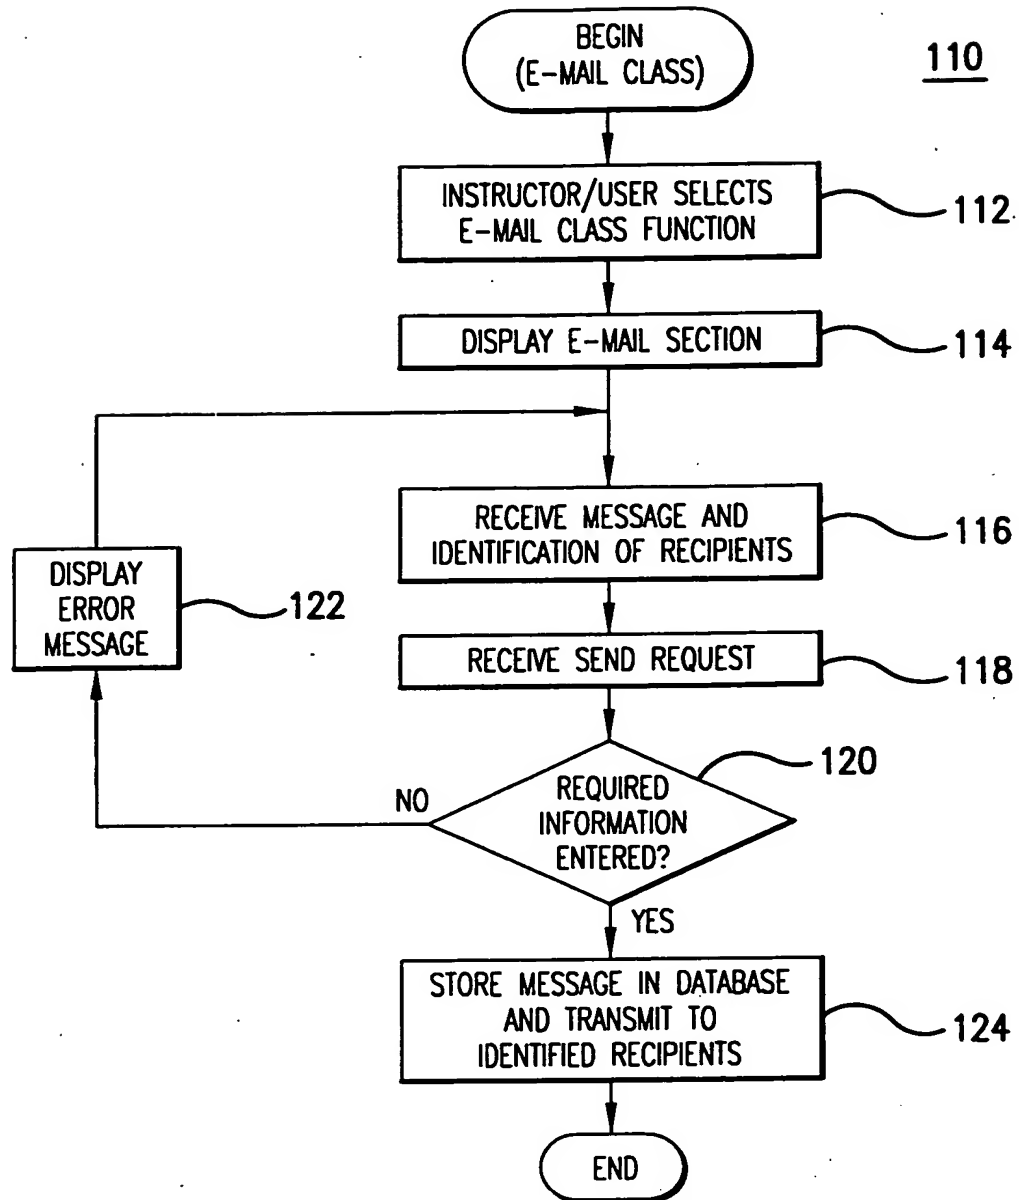 BEGIN
(E-MAIL CLASS)
110
INSTRUCTOR/USER SELECTS
E-MAIL CLASS FUNCTION
112
DISPLAY E-MAIL SECTION
114
RECEIVE MESSAGE AND
IDENTIFICATION OF RECIPIENTS
116
DISPLAY
ERROR
MESSAGE
122
RECEIVE SEND REQUEST
118
REQUIRED
INFORMATION
ENTERED?
120
NO
YES
STORE MESSAGE IN DATABASE
AND TRANSMIT TO
IDENTIFIED RECIPIENTS
124
END